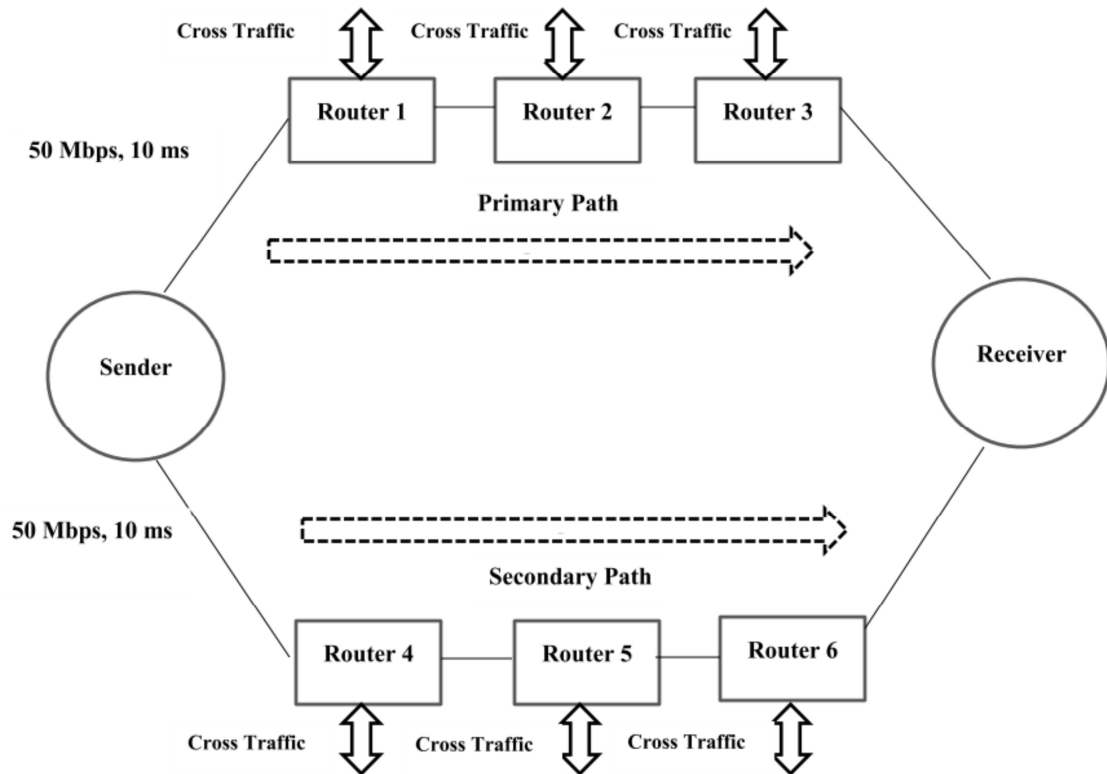 Cross Traffic
Cross Traffic
Cross Traffic
Router 1
Router 2
Router 3
50 Mbps, 10 ms
Primary Path
Sender
Receiver
50 Mbps, 10 ms
Secondary Path
Router 4
Router 5
Router 6
Cross Traffic
Cross Traffic
Cross Traffic